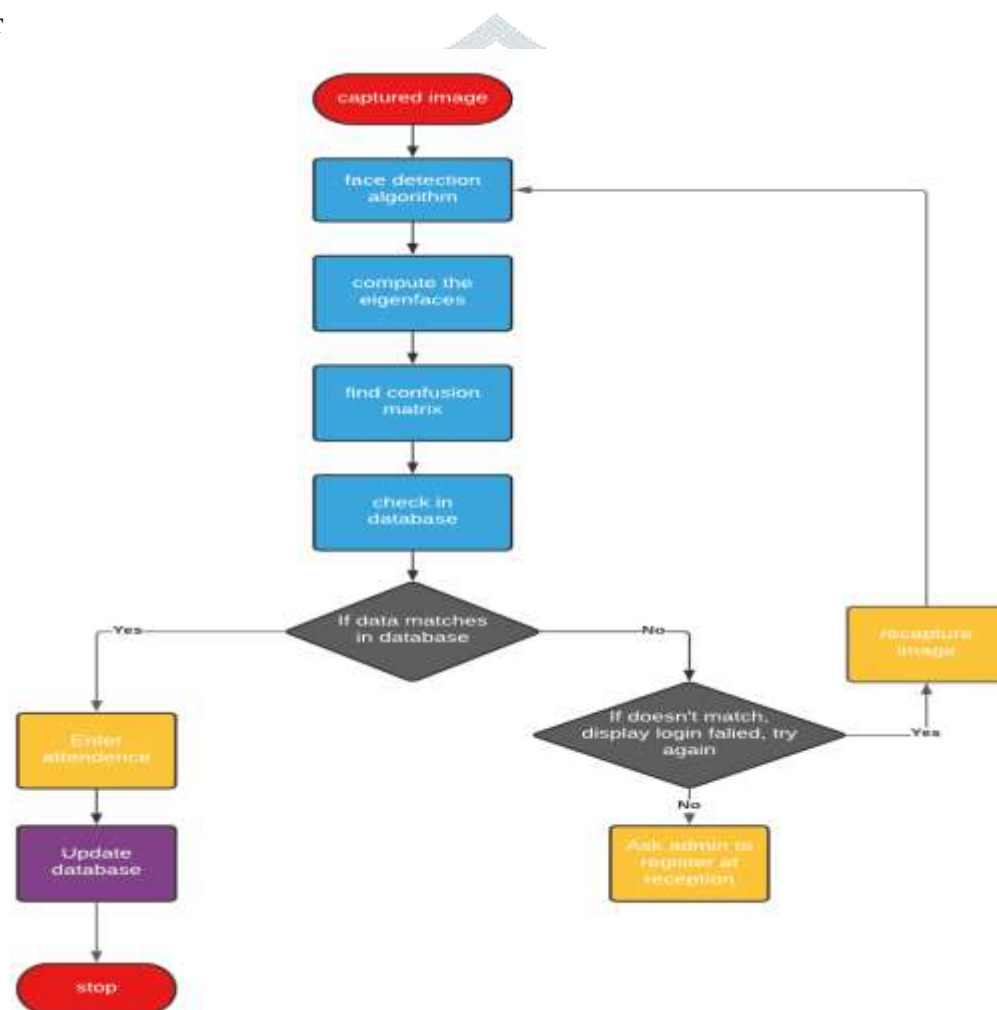 captured image
face detection
algorithm
compute the
eigenfaces
find confusion
matrix
check in
database
If data matches
in database
Yes
No
recapture
image
If doesn't match,
display login falied, try
again
Yes
Enter
attendence
No
Update
database
Ask admin to
register at
reception
stop